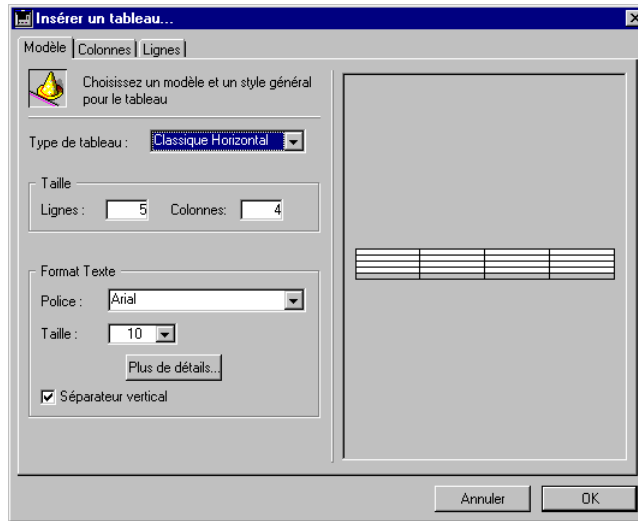 Insérer un tableau...
Modèle Colonnes Lignes
Choisissez un modèle et un style général
pour le tableau
Type de tableau : Classique Horizontal
Taille
Lignes : 5 Colonnes: 4
Format Texte
Police : Arial
Taille : 10
Plus de détails...
Séparateur vertical
Annuler OK